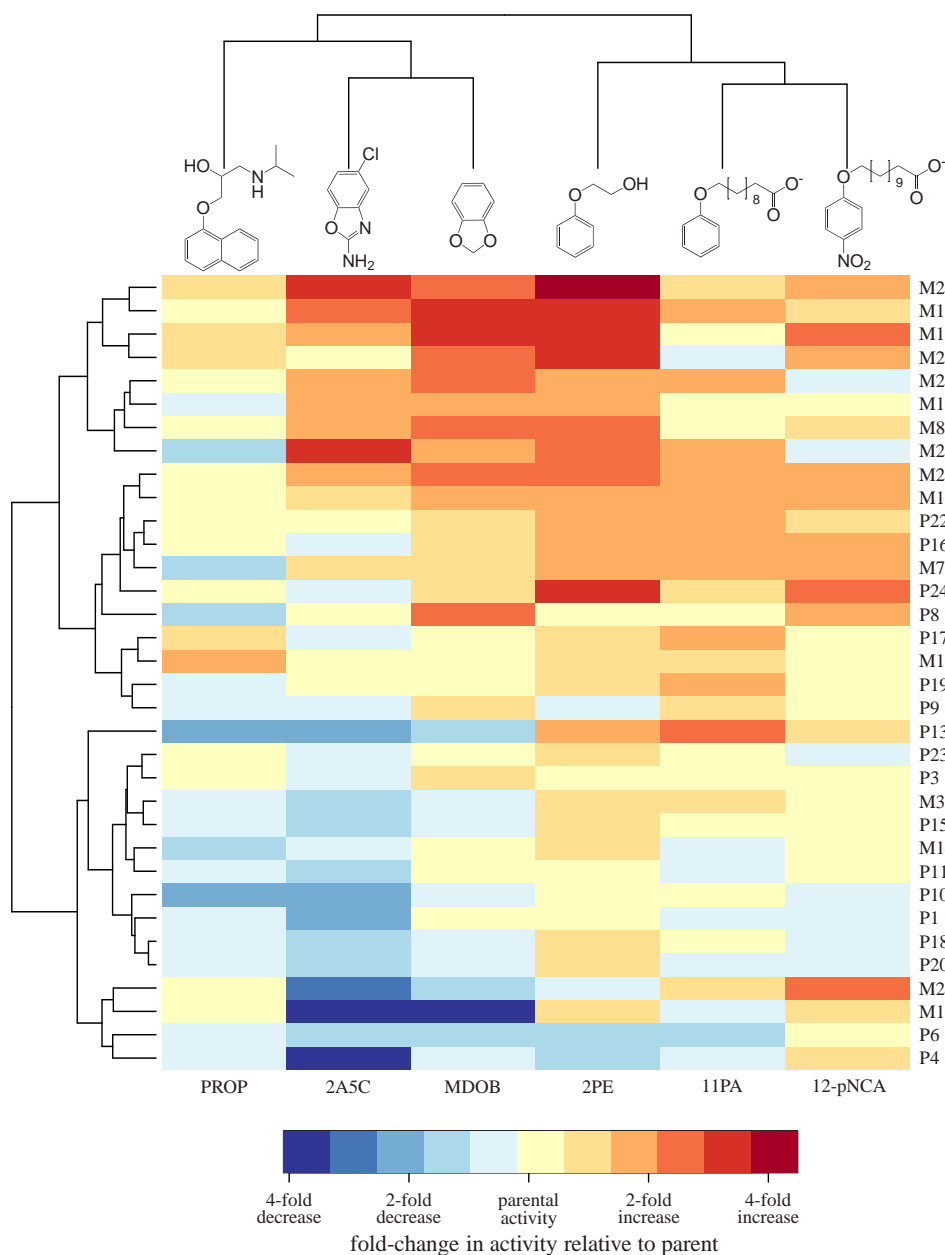 Cl
HO
N
H
O
O
N
NH₂
O
O
OH
O
O
8
O⁻
O
O
9
O⁻
O
NO₂
M2
M1
M1
M2
M2
M1
M8
M2
M2
M1
P22
P16
M7
P24
P8
P17
M1
P19
P9
P13
P23
P3
M3
P15
M1
P11
P10
P1
P18
P20
M2
M1
P6
P4
PROP 2A5C MDOB 2PE 11PA 12-pNCA
4-fold decrease
2-fold decrease
parental activity
2-fold increase
4-fold increase
fold-change in activity relative to parent